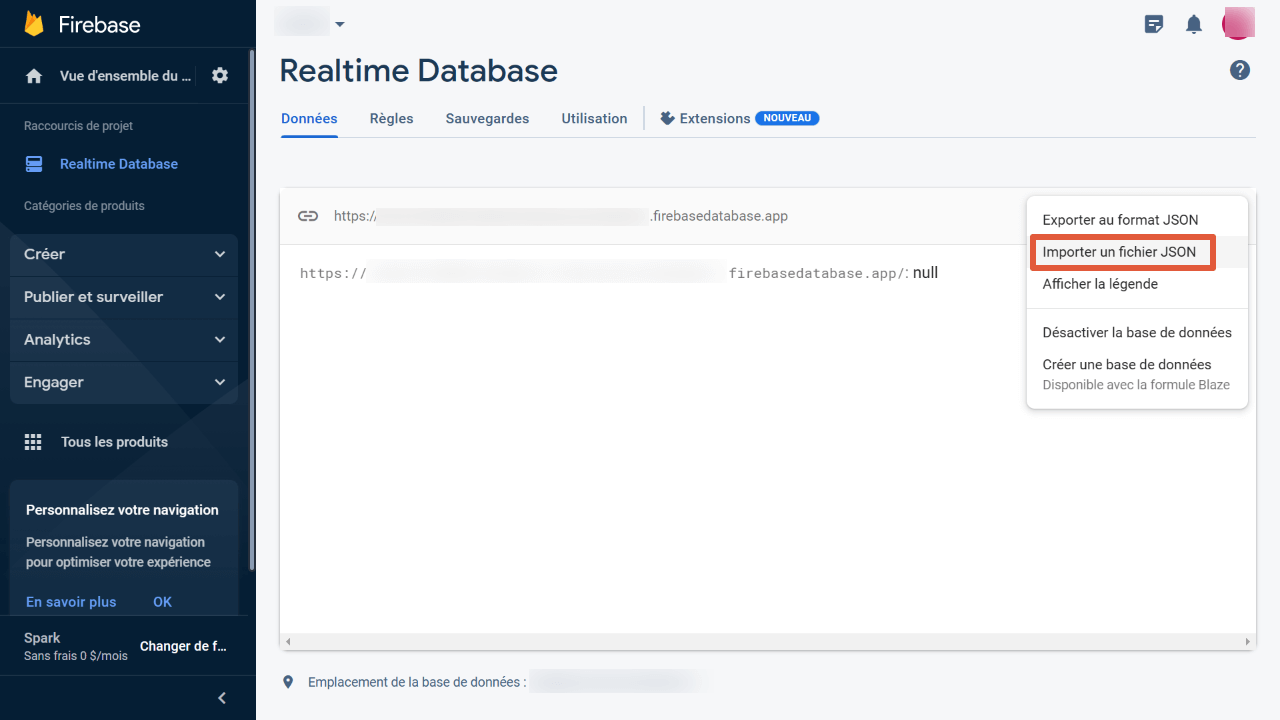 Firebase
Vue d'ensemble du ...
Raccourcis de projet
Realtime Database
Catégories de produits
Créer
Publier et surveiller
Analytics
Engager
Tous les produits
Personnalisez votre navigation
Personnalisez votre navigation
pour optimiser votre expérience
En savoir plus OK
Spark
Sans frais 0 $/mois
Changer de f...
Realtime Database
Données Règles Sauvegardes Utilisation Extensions NOUVEAU
https:// .firebasedatabase.app
https:// firebasedatabase.app/: null
Exporter au format JSON
Importer un fichier JSON
Afficher la légende
Désactiver la base de données
Créer une base de données
Disponible avec la formule Blaze
Emplacement de la base de données :